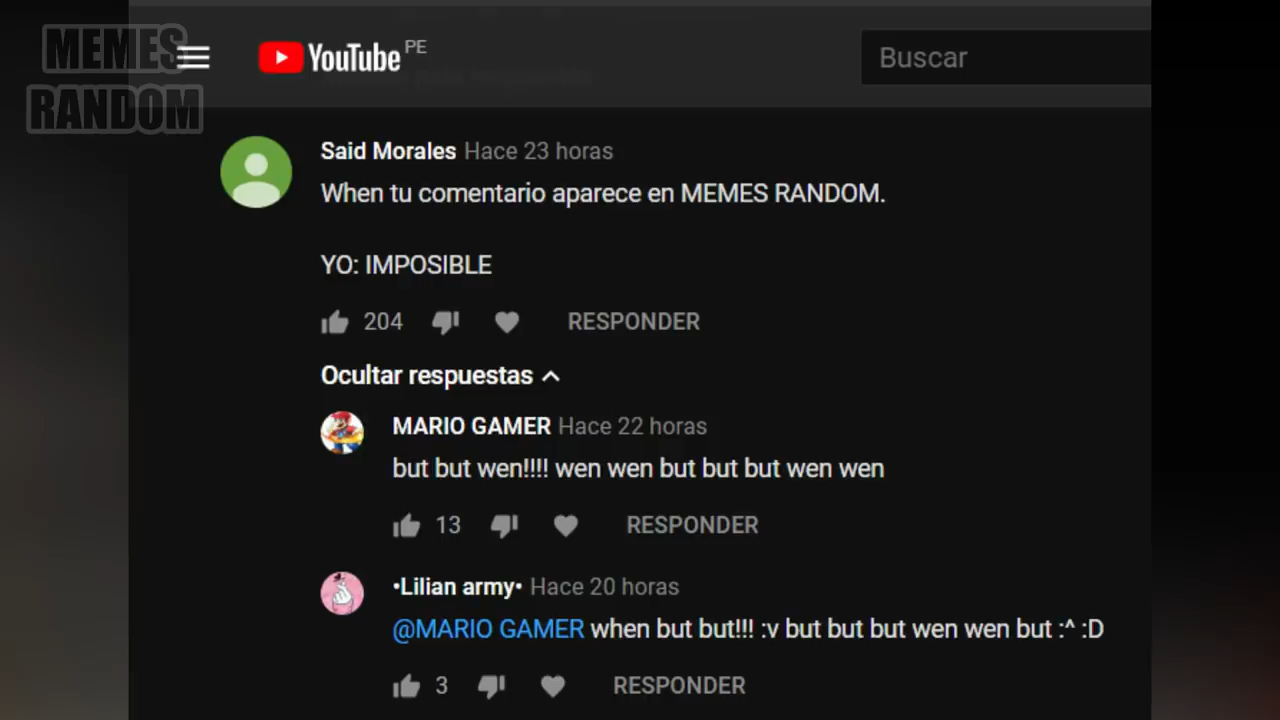 MEMES
RANDOM
YouTube PE
Buscar
Said Morales Hace 23 horas
When tu comentario aparece en MEMES RANDOM.
YO: IMPOSIBLE
204 RESPONDER
Ocultar respuestas
MARIO GAMER Hace 22 horas
but but wen!!!! wen wen but but but wen wen
13 RESPONDER
•Lilian army• Hace 20 horas
@MARIO GAMER when but but!!! :v but but but wen wen but :^ :D
3 RESPONDER